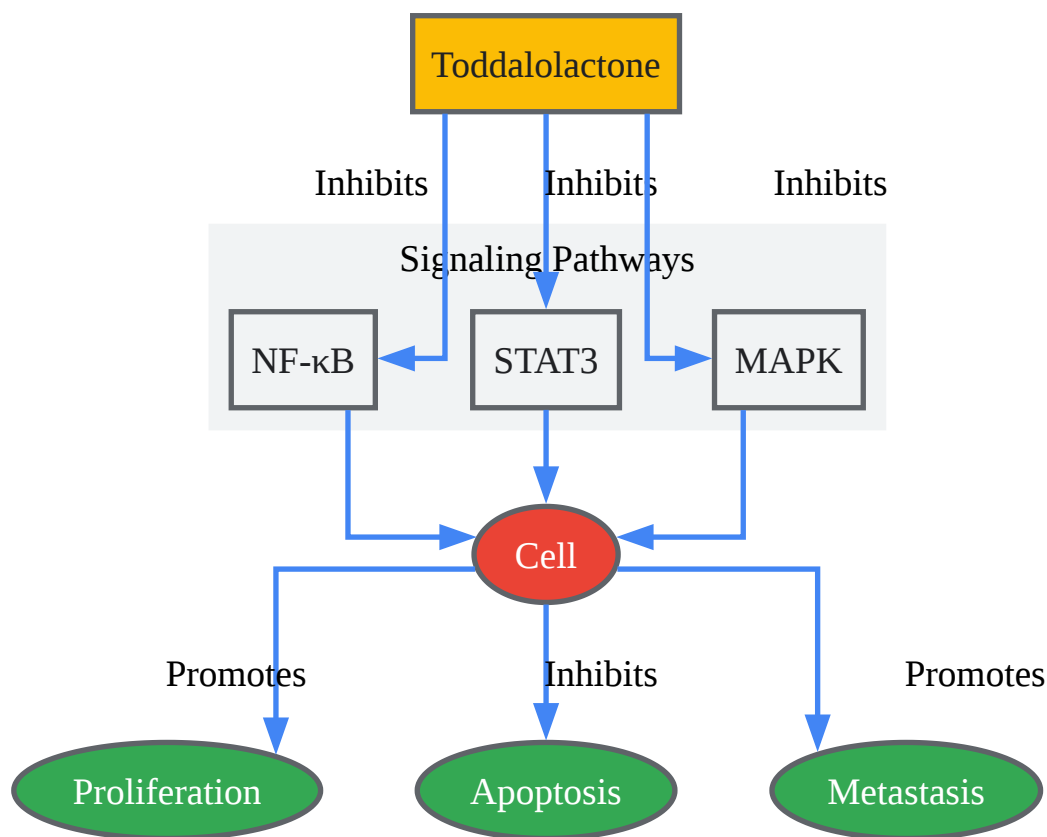 Toddalolactone
Inhibits
Inhibits
Inhibits
Signaling Pathways
NF-κB
STAT3
MAPK
Cell
Promotes
Inhibits
Promotes
Proliferation
Apoptosis
Metastasis